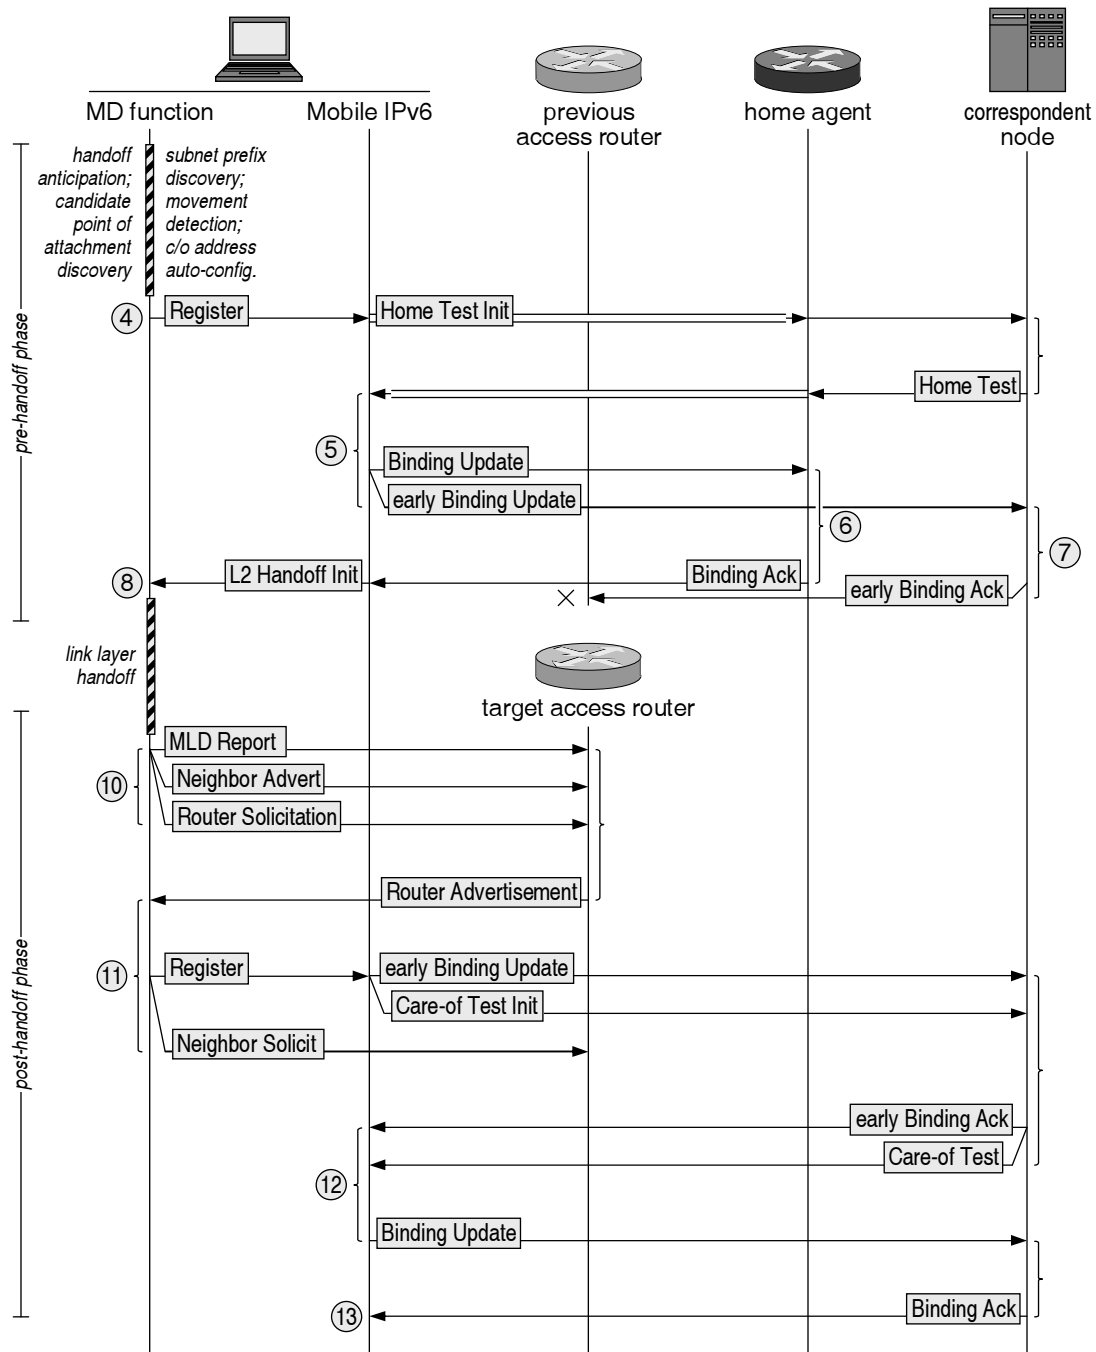 MD function
Mobile IPv6
previous
access router
home agent
correspondent
node
handoff
anticipation;
candidate
point of
attachment
discovery
subnet prefix
discovery;
movement
detection;
c/o address
auto-config.
pre-handoff phase
4
Register
Home Test Init
Home Test
5
Binding Update
early Binding Update
6
7
8
L2 Handoff Init
Binding Ack
early Binding Ack
link layer
handoff
target access router
post-handoff phase
MLD Report
10
Neighbor Advert
Router Solicitation
Router Advertisement
11
Register
early Binding Update
Care-of Test Init
Neighbor Solicit
early Binding Ack
Care-of Test
12
Binding Update
13
Binding Ack